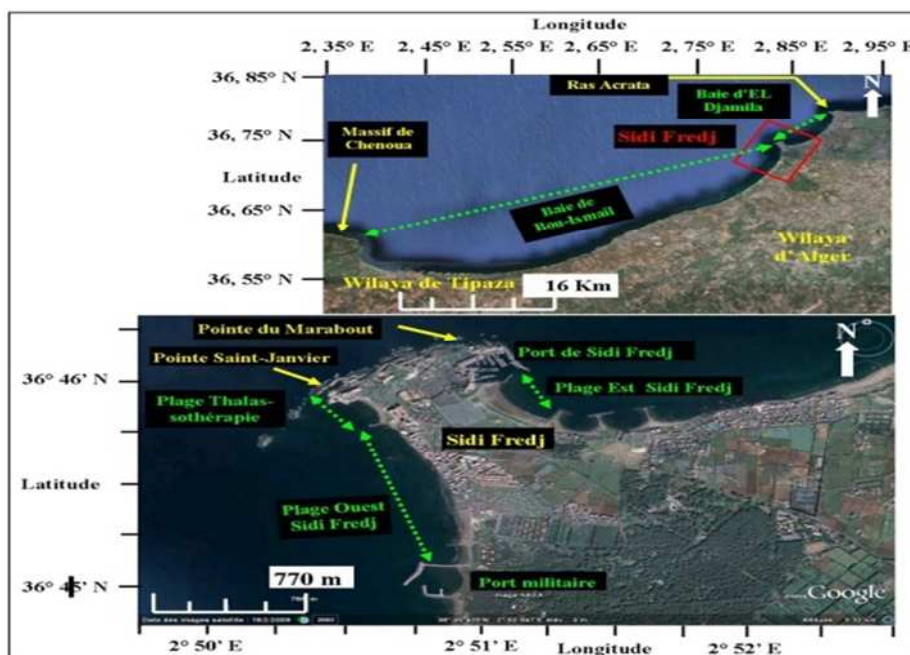 Longitude
2, 35° E 2, 45° E 2, 55° E 2, 65° E 2, 75° E 2, 85° E 2, 95° E
36, 85° N
Ras Acrata
Baie d'EL
Djamila
N
Massif de
Chenoua
36, 75° N
Sidi Fredj
Latitude
36, 65° N
Baie de
Bou-Ismail
Wilaya
d'Alger
36, 55° N
Wilaya de Tipaza
16 Km
Pointe du Marabout
N
Pointe Saint-Janvier
Port de Sidi Fredj
36° 46' N
Plage Thalas-
sothérapie
Plage Est Sidi Fredj
Sidi Fredj
Latitude
Plage Ouest
Sidi Fredj
770 m
Port militaire
36° 45' N
Google
2° 50' E 2° 51' E Longitude 2° 52' E